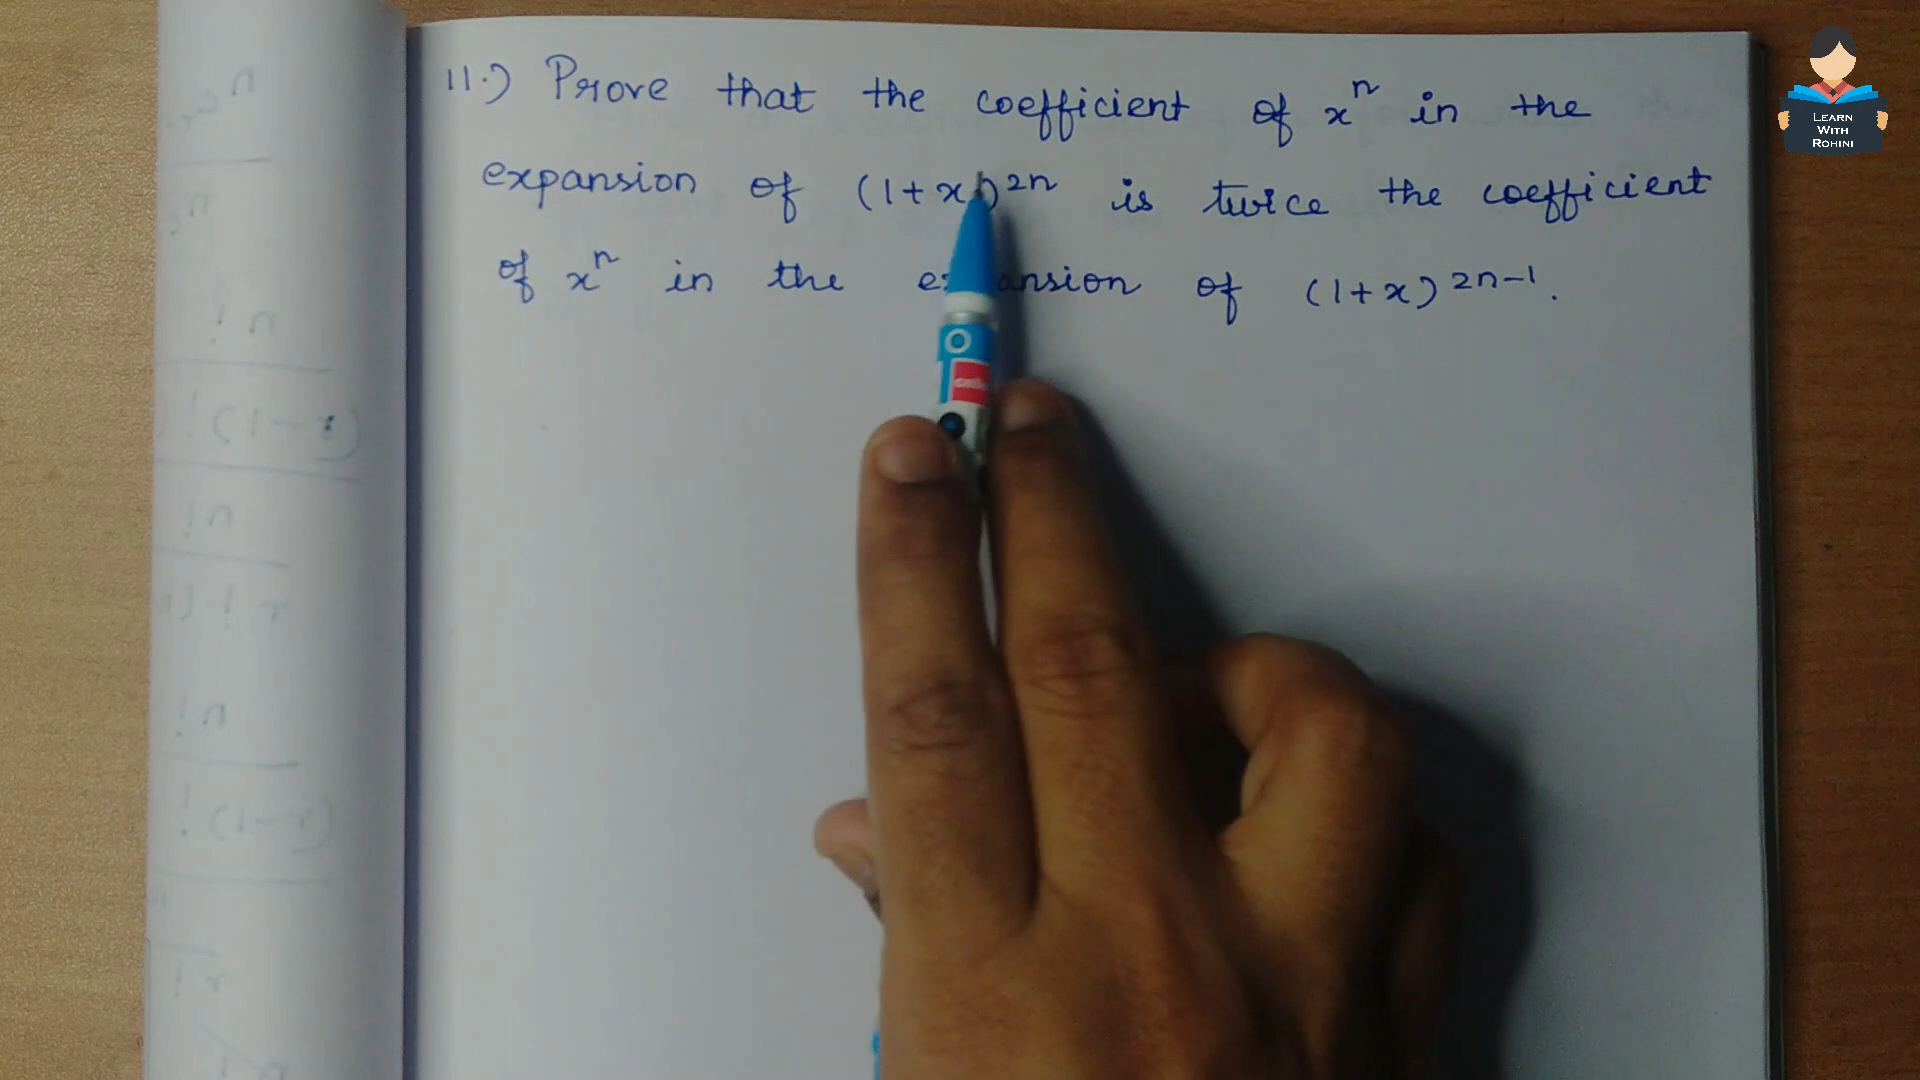 11.) Prove that the coefficient of xⁿ in the
expansion of (1+x)²ⁿ is twice the coefficient
of xⁿ in the expansion of (1+x)²ⁿ⁻¹.
LEARN
WITH
ROHINI